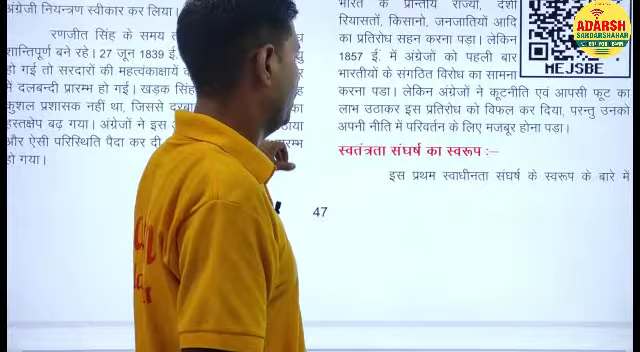 अंग्रेजी नियन्त्रण स्वीकार कर लिया।
रणजीत सिंह के समय
शान्तिपूर्ण बने रहे। 27 जून 1839 ई.
हो गई तो सरदारों की महत्वकांक्षाये
में दलबन्दी प्रारम्भ हो गई। खड़क सिंह
कुशल प्रशासक नहीं था, जिससे दरबा का
हस्तक्षेप बढ़ गया। अंग्रेजों ने इस
और ऐसी परिस्थिति पैदा कर दी
हो गया।
भारत के प्रान्तीय राज्यों, देशी
रियासतों, किसानो, जनजातियों आदि
का प्रतिरोध सहन करना पड़ा। लेकिन
1857 ई. में अंग्रेजों को पहली बार
भारतीयों के संगठित विरोध का सामना
करना पड़ा। लेकिन अंग्रेजों ने कूटनीति एवं आपसी फूट का
लाभ उठाकर इस प्रतिरोध को विफल कर दिया, परन्तु उनको
अपनी नीति में परिवर्तन के लिए मजबूर होना पड़ा।
स्वतंत्रता संघर्ष का स्वरूप :–
इस प्रथम स्वाधीनता संघर्ष के स्वरूप के बारे में
47
MEJSBE
ADARSH
SARDARSHAHAR